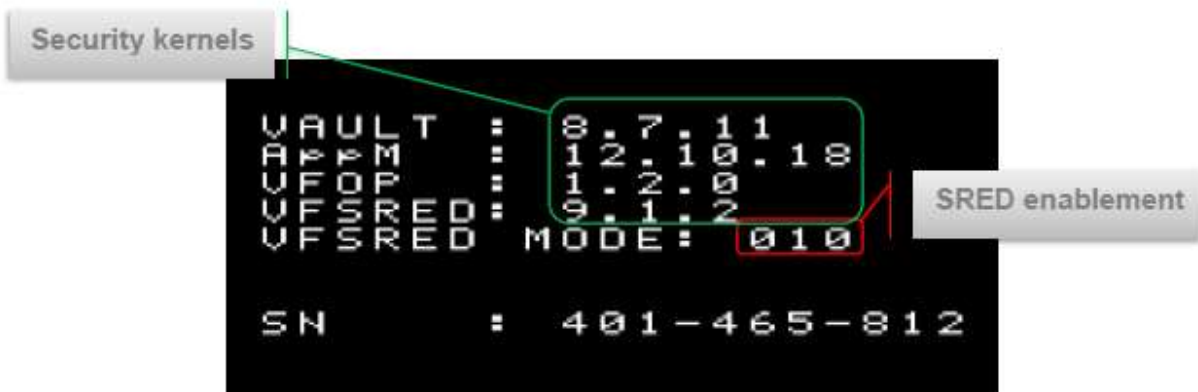 Security kernels
VAULT : 8.7.11
AppM : 12.10.18
VFOP : 1.2.0
VFSRED: 9.1.2
VFSRED MODE: 010
SRED enablement
SN : 401-465-812